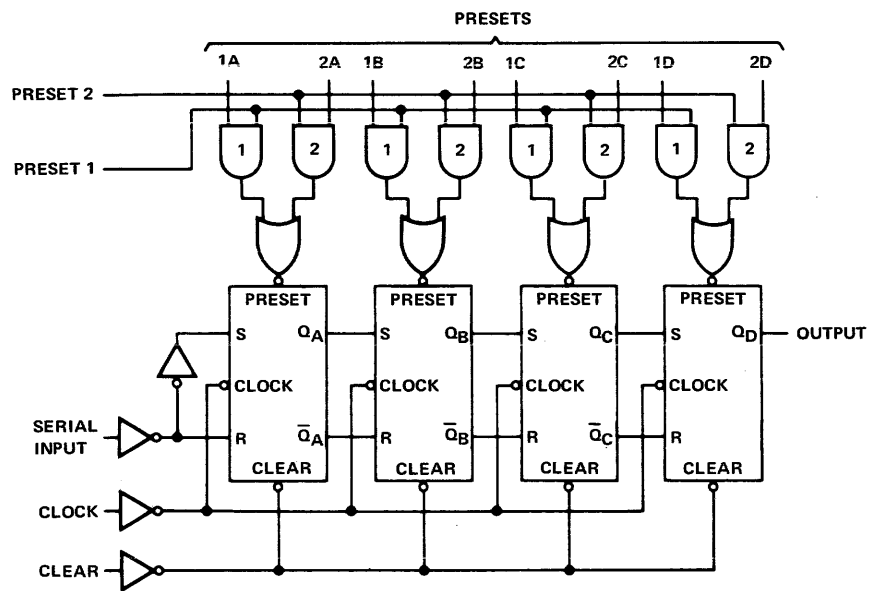 PRESETS
1A 2A 1B 2B 1C 2C 1D 2D
PRESET 2
PRESET 1
1 2 1 2 1 2 1 2
PRESET PRESET PRESET PRESET
S QA S QB S QC S QD OUTPUT
CLOCK CLOCK CLOCK CLOCK
SERIAL
INPUT
R Q̅A R Q̅B R Q̅C R
CLEAR CLEAR CLEAR CLEAR
CLOCK
CLEAR